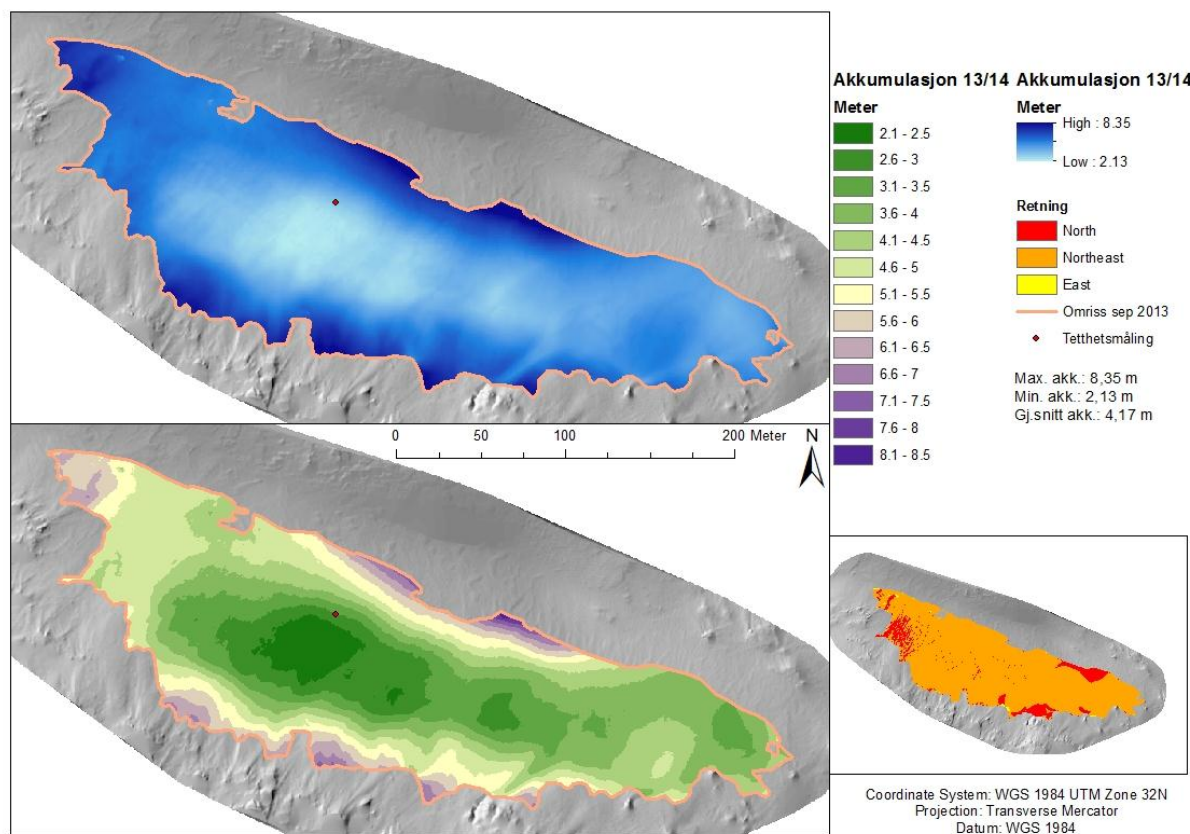 Akkumulasjon 13/14
Meter
2.1 - 2.5
2.6 - 3
3.1 - 3.5
3.6 - 4
4.1 - 4.5
4.6 - 5
5.1 - 5.5
5.6 - 6
6.1 - 6.5
6.6 - 7
7.1 - 7.5
7.6 - 8
8.1 - 8.5
Akkumulasjon 13/14
Meter
High : 8.35
Low : 2.13
Retning
North
Northeast
East
Omriss sep 2013
Tetthetsmåling
Max. akk.: 8,35 m
Min. akk.: 2,13 m
Gj.snitt akk.: 4,17 m
0 50 100 200 Meter
N
Coordinate System: WGS 1984 UTM Zone 32N
Projection: Transverse Mercator
Datum: WGS 1984